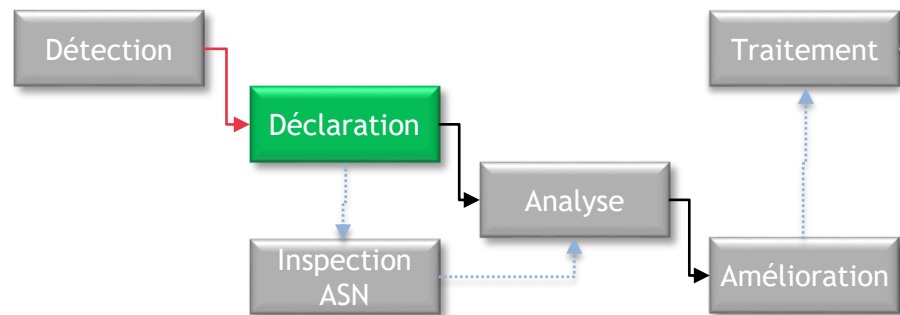 Détection
Traitement
Déclaration
Analyse
Inspection
ASN
Amélioration